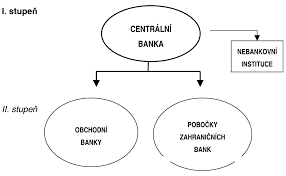 I. stupeň
CENTRÁLNÍ
BANKA
NEBANKOVNÍ
INSTITUCE
II. stupeň
OBCHODNÍ
BANKY
POBOČKY
ZAHRANIČNÍCH
BANK